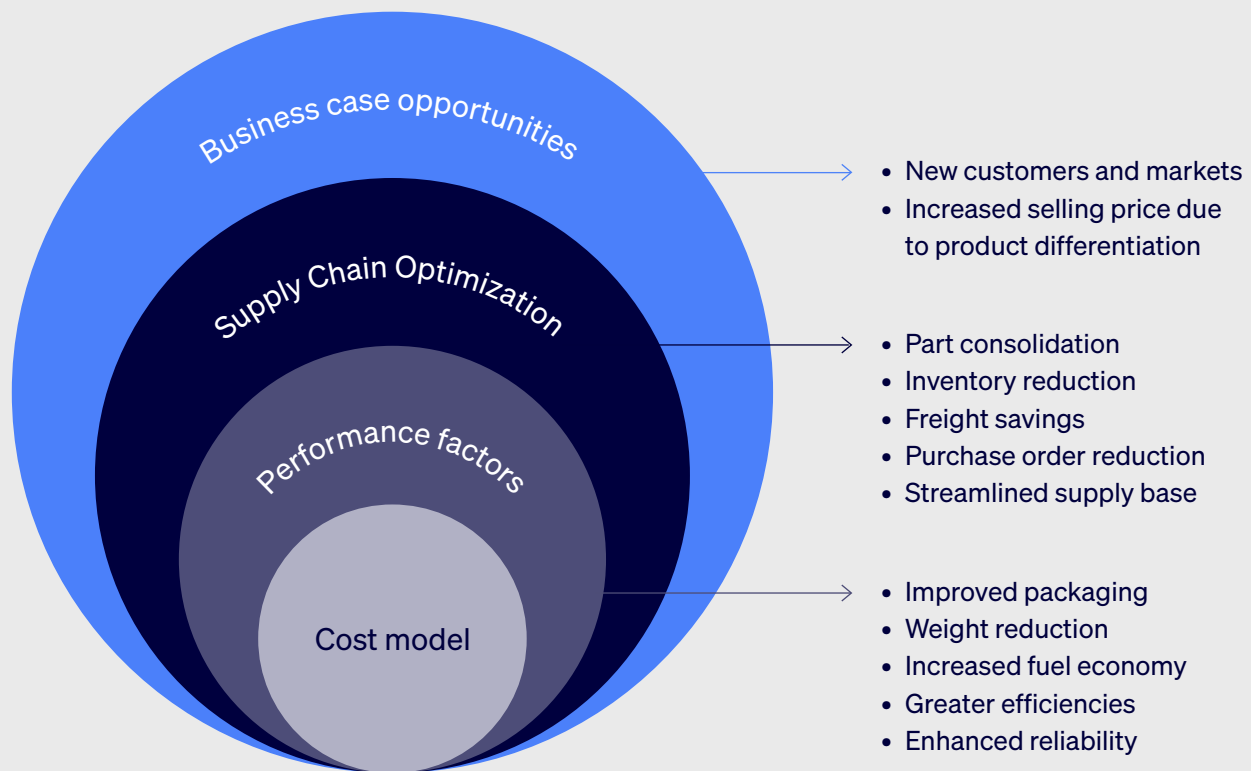 Business case opportunities
Supply Chain Optimization
Performance factors
Cost model
• New customers and markets
• Increased selling price due
to product differentiation
• Part consolidation
• Inventory reduction
• Freight savings
• Purchase order reduction
• Streamlined supply base
• Improved packaging
• Weight reduction
• Increased fuel economy
• Greater efficiencies
• Enhanced reliability